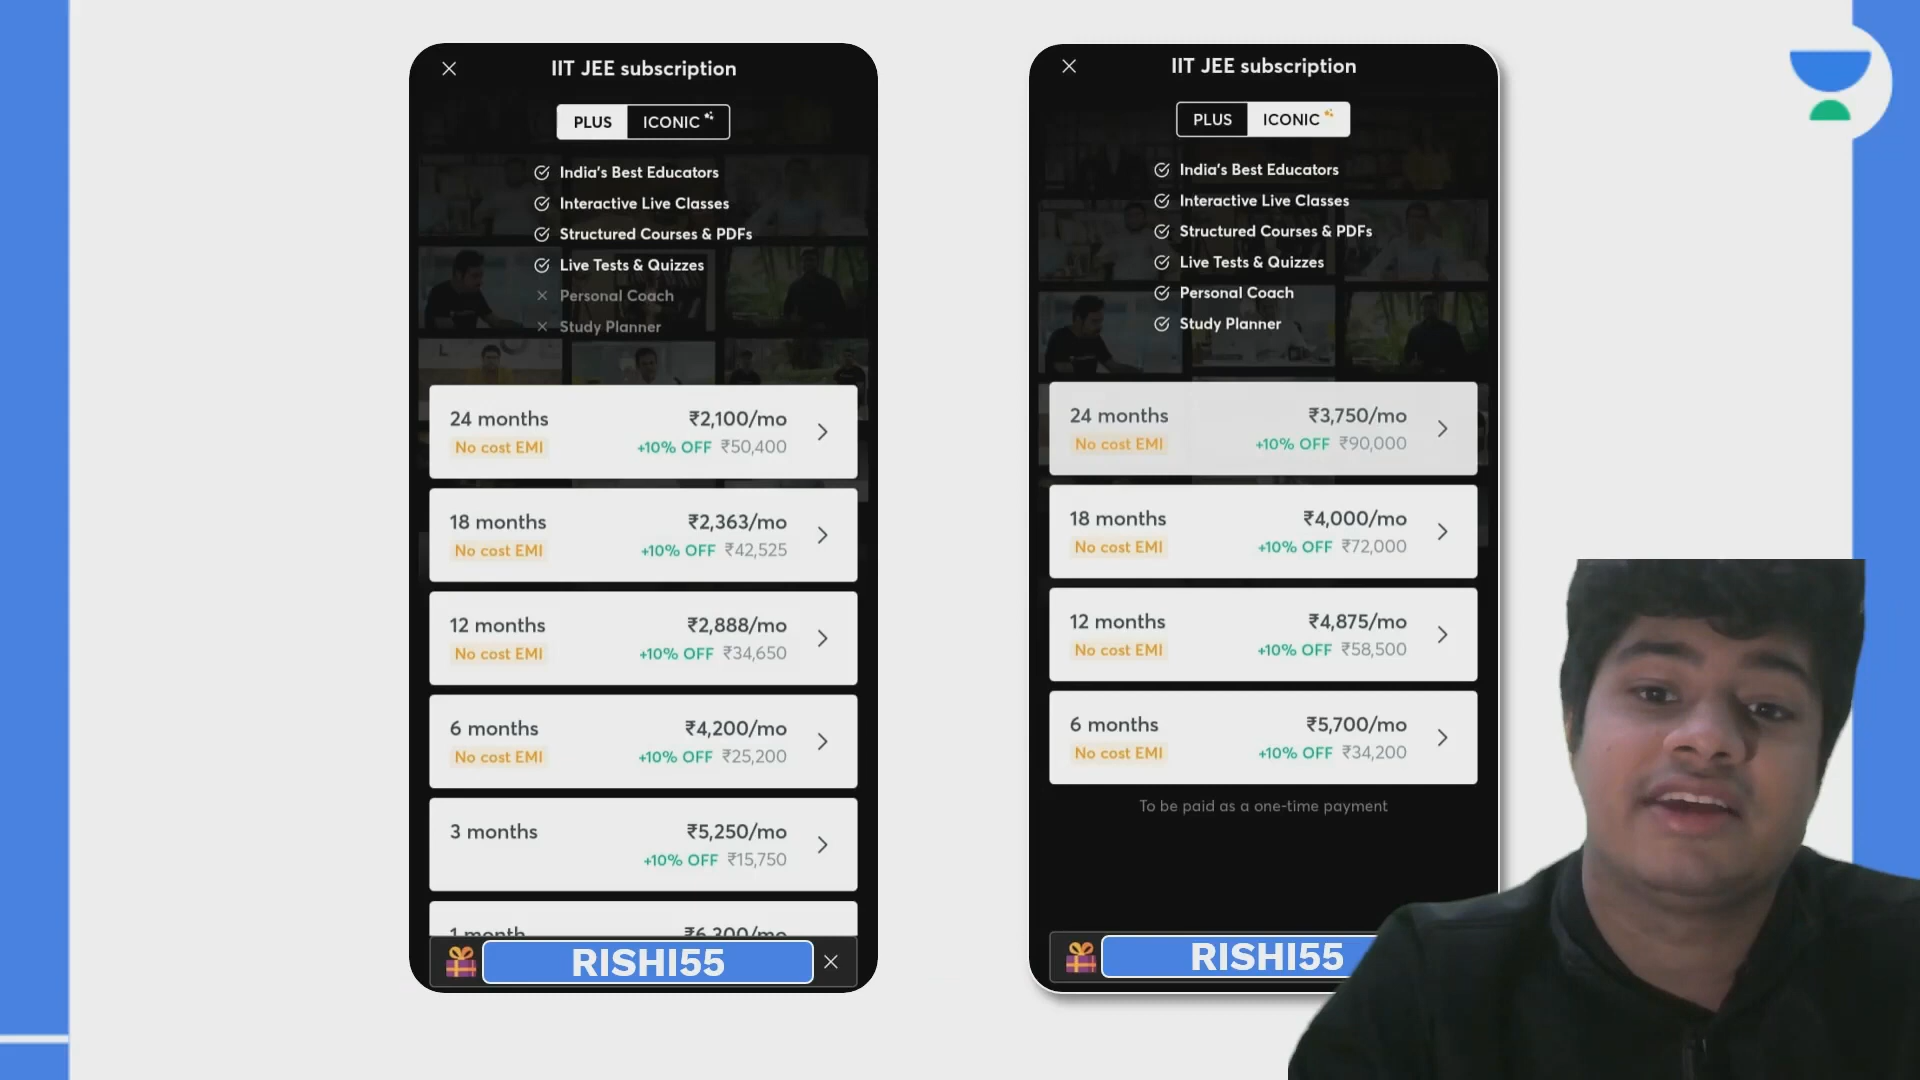 IIT JEE subscription
PLUS ICONIC
India's Best Educators
Interactive Live Classes
Structured Courses & PDFs
Live Tests & Quizzes
Personal Coach
Study Planner
24 months ₹2,100/mo
No cost EMI +10% OFF ₹50,400
18 months ₹2,363/mo
No cost EMI +10% OFF ₹42,525
12 months ₹2,888/mo
No cost EMI +10% OFF ₹34,650
6 months ₹4,200/mo
No cost EMI +10% OFF ₹25,200
3 months ₹5,250/mo
+10% OFF ₹15,750
1 month ₹6,300/mo
RISHI55
IIT JEE subscription
PLUS ICONIC
India's Best Educators
Interactive Live Classes
Structured Courses & PDFs
Live Tests & Quizzes
Personal Coach
Study Planner
24 months ₹3,750/mo
No cost EMI +10% OFF ₹90,000
18 months ₹4,000/mo
No cost EMI +10% OFF ₹72,000
12 months ₹4,875/mo
No cost EMI +10% OFF ₹58,500
6 months ₹5,700/mo
No cost EMI +10% OFF ₹34,200
To be paid as a one-time payment
RISHI55